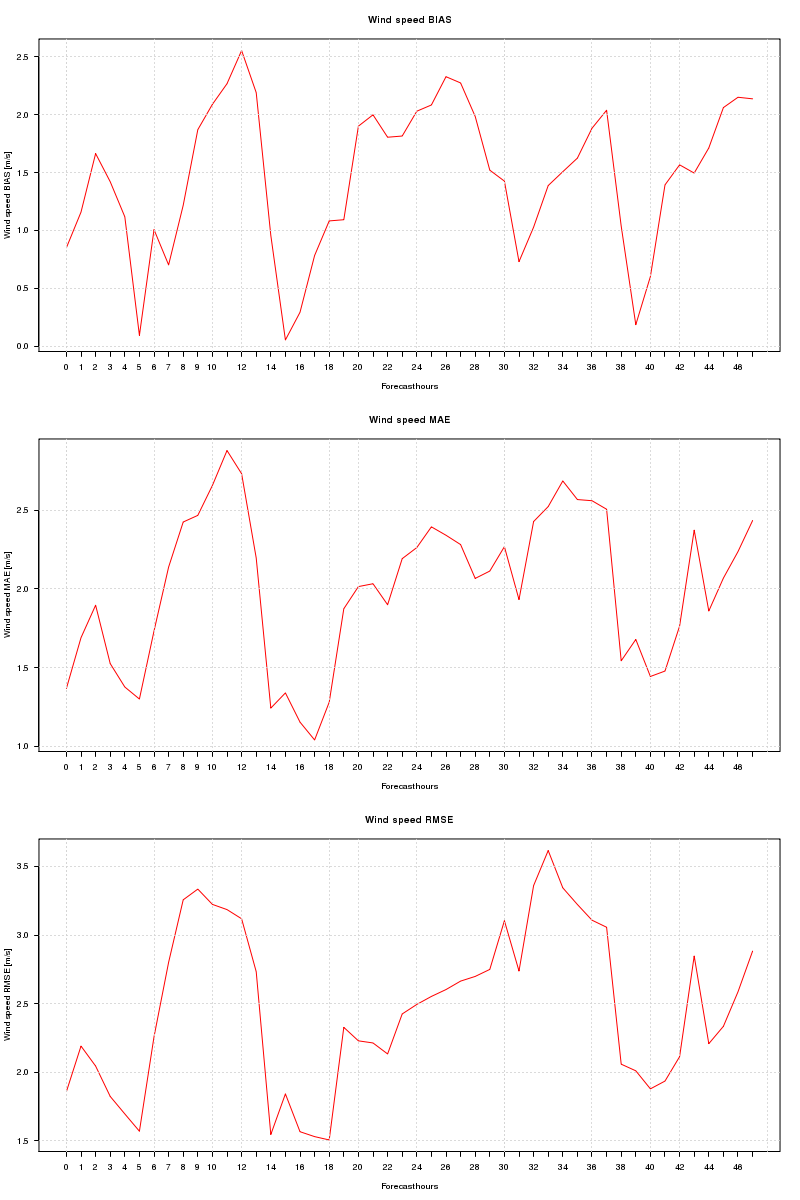 Wind speed BIAS
Wind speed BIAS [m/s]
2.5
2.0
1.5
1.0
0.5
0.0
0 1 2 3 4 5 6 7 8 9 10 12 14 16 18 20 22 24 26 28 30 32 34 36 38 40 42 44 46
Forecasthours
Wind speed MAE
Wind speed MAE [m/s]
2.5
2.0
1.5
1.0
0 1 2 3 4 5 6 7 8 9 10 12 14 16 18 20 22 24 26 28 30 32 34 36 38 40 42 44 46
Forecasthours
Wind speed RMSE
Wind speed RMSE [m/s]
3.5
3.0
2.5
2.0
1.5
0 1 2 3 4 5 6 7 8 9 10 12 14 16 18 20 22 24 26 28 30 32 34 36 38 40 42 44 46
Forecasthours